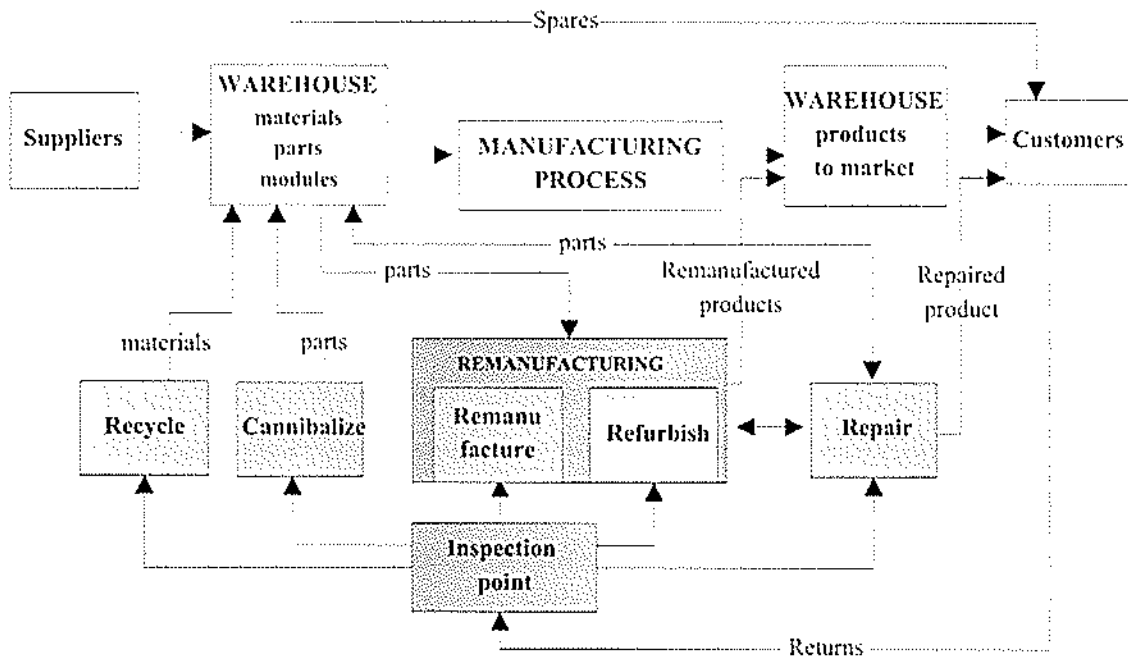 Spares
Suppliers
WAREHOUSE
materials
parts
modules
MANUFACTURING
PROCESS
WAREHOUSE
products
to market
Customers
parts
parts
Remanufactured
products
Repaired
product
materials
parts
REMANUFACTURING
Recycle
Cannibalize
Remanu
facture
Refurbish
Repair
Inspection
point
Returns